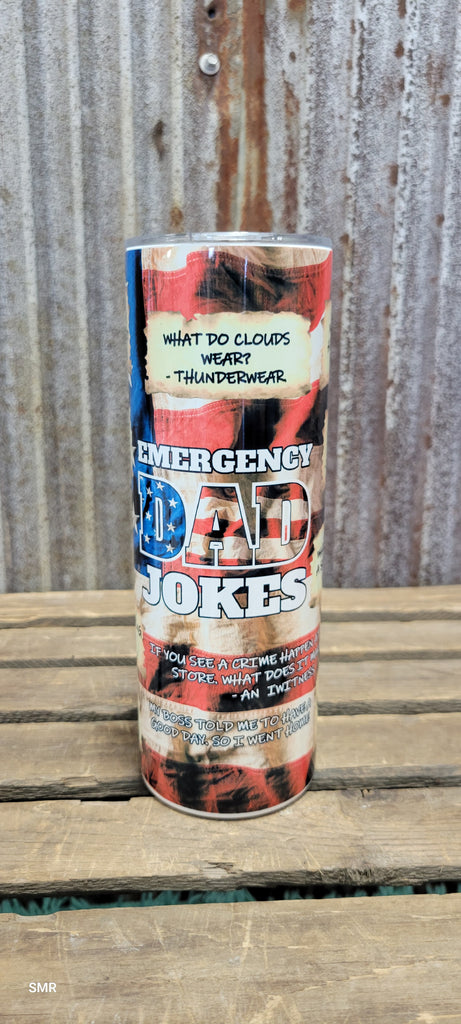 WHAT DO CLOUDS
WEAR?
- THUNDERWEAR
EMERGENCY
DAD
JOKES
IF YOU SEE A CRIME HAPPEN
STORE. WHAT DOES IT
- AN IWITNESS
MY BOSS TOLD ME TO HAVE A
GOOD DAY. SO I WENT HOME
SMR